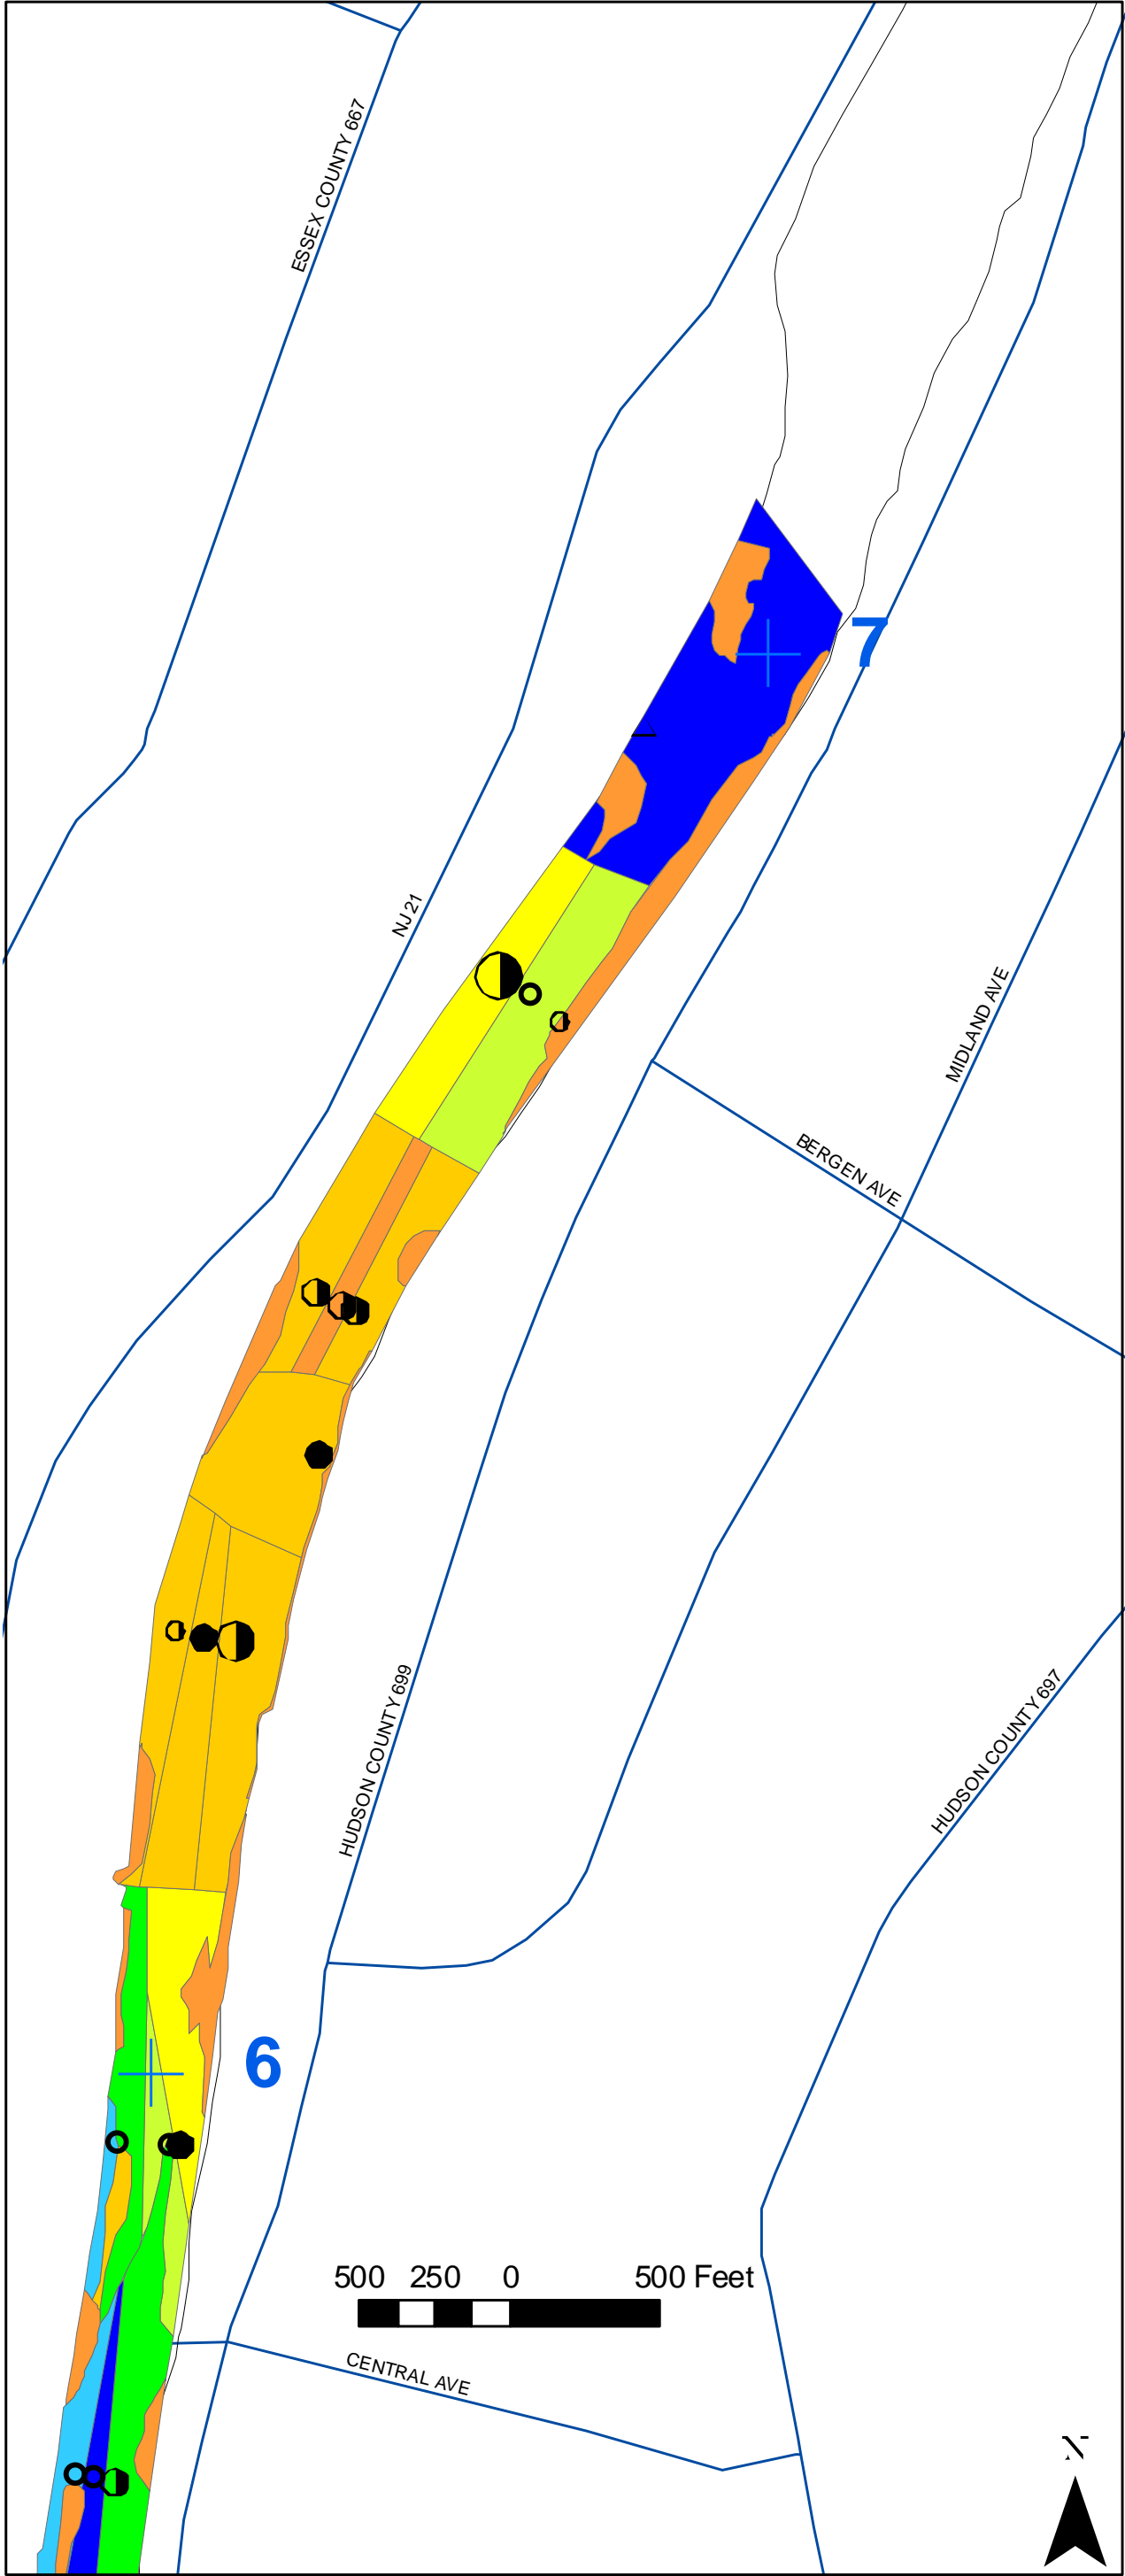 ESSEX COUNTY 667
7
NJ 21
MIDLAND AVE
BERGEN AVE
HUDSON COUNTY 699
HUDSON COUNTY 697
6
500 250 0 500 Feet
CENTRAL AVE